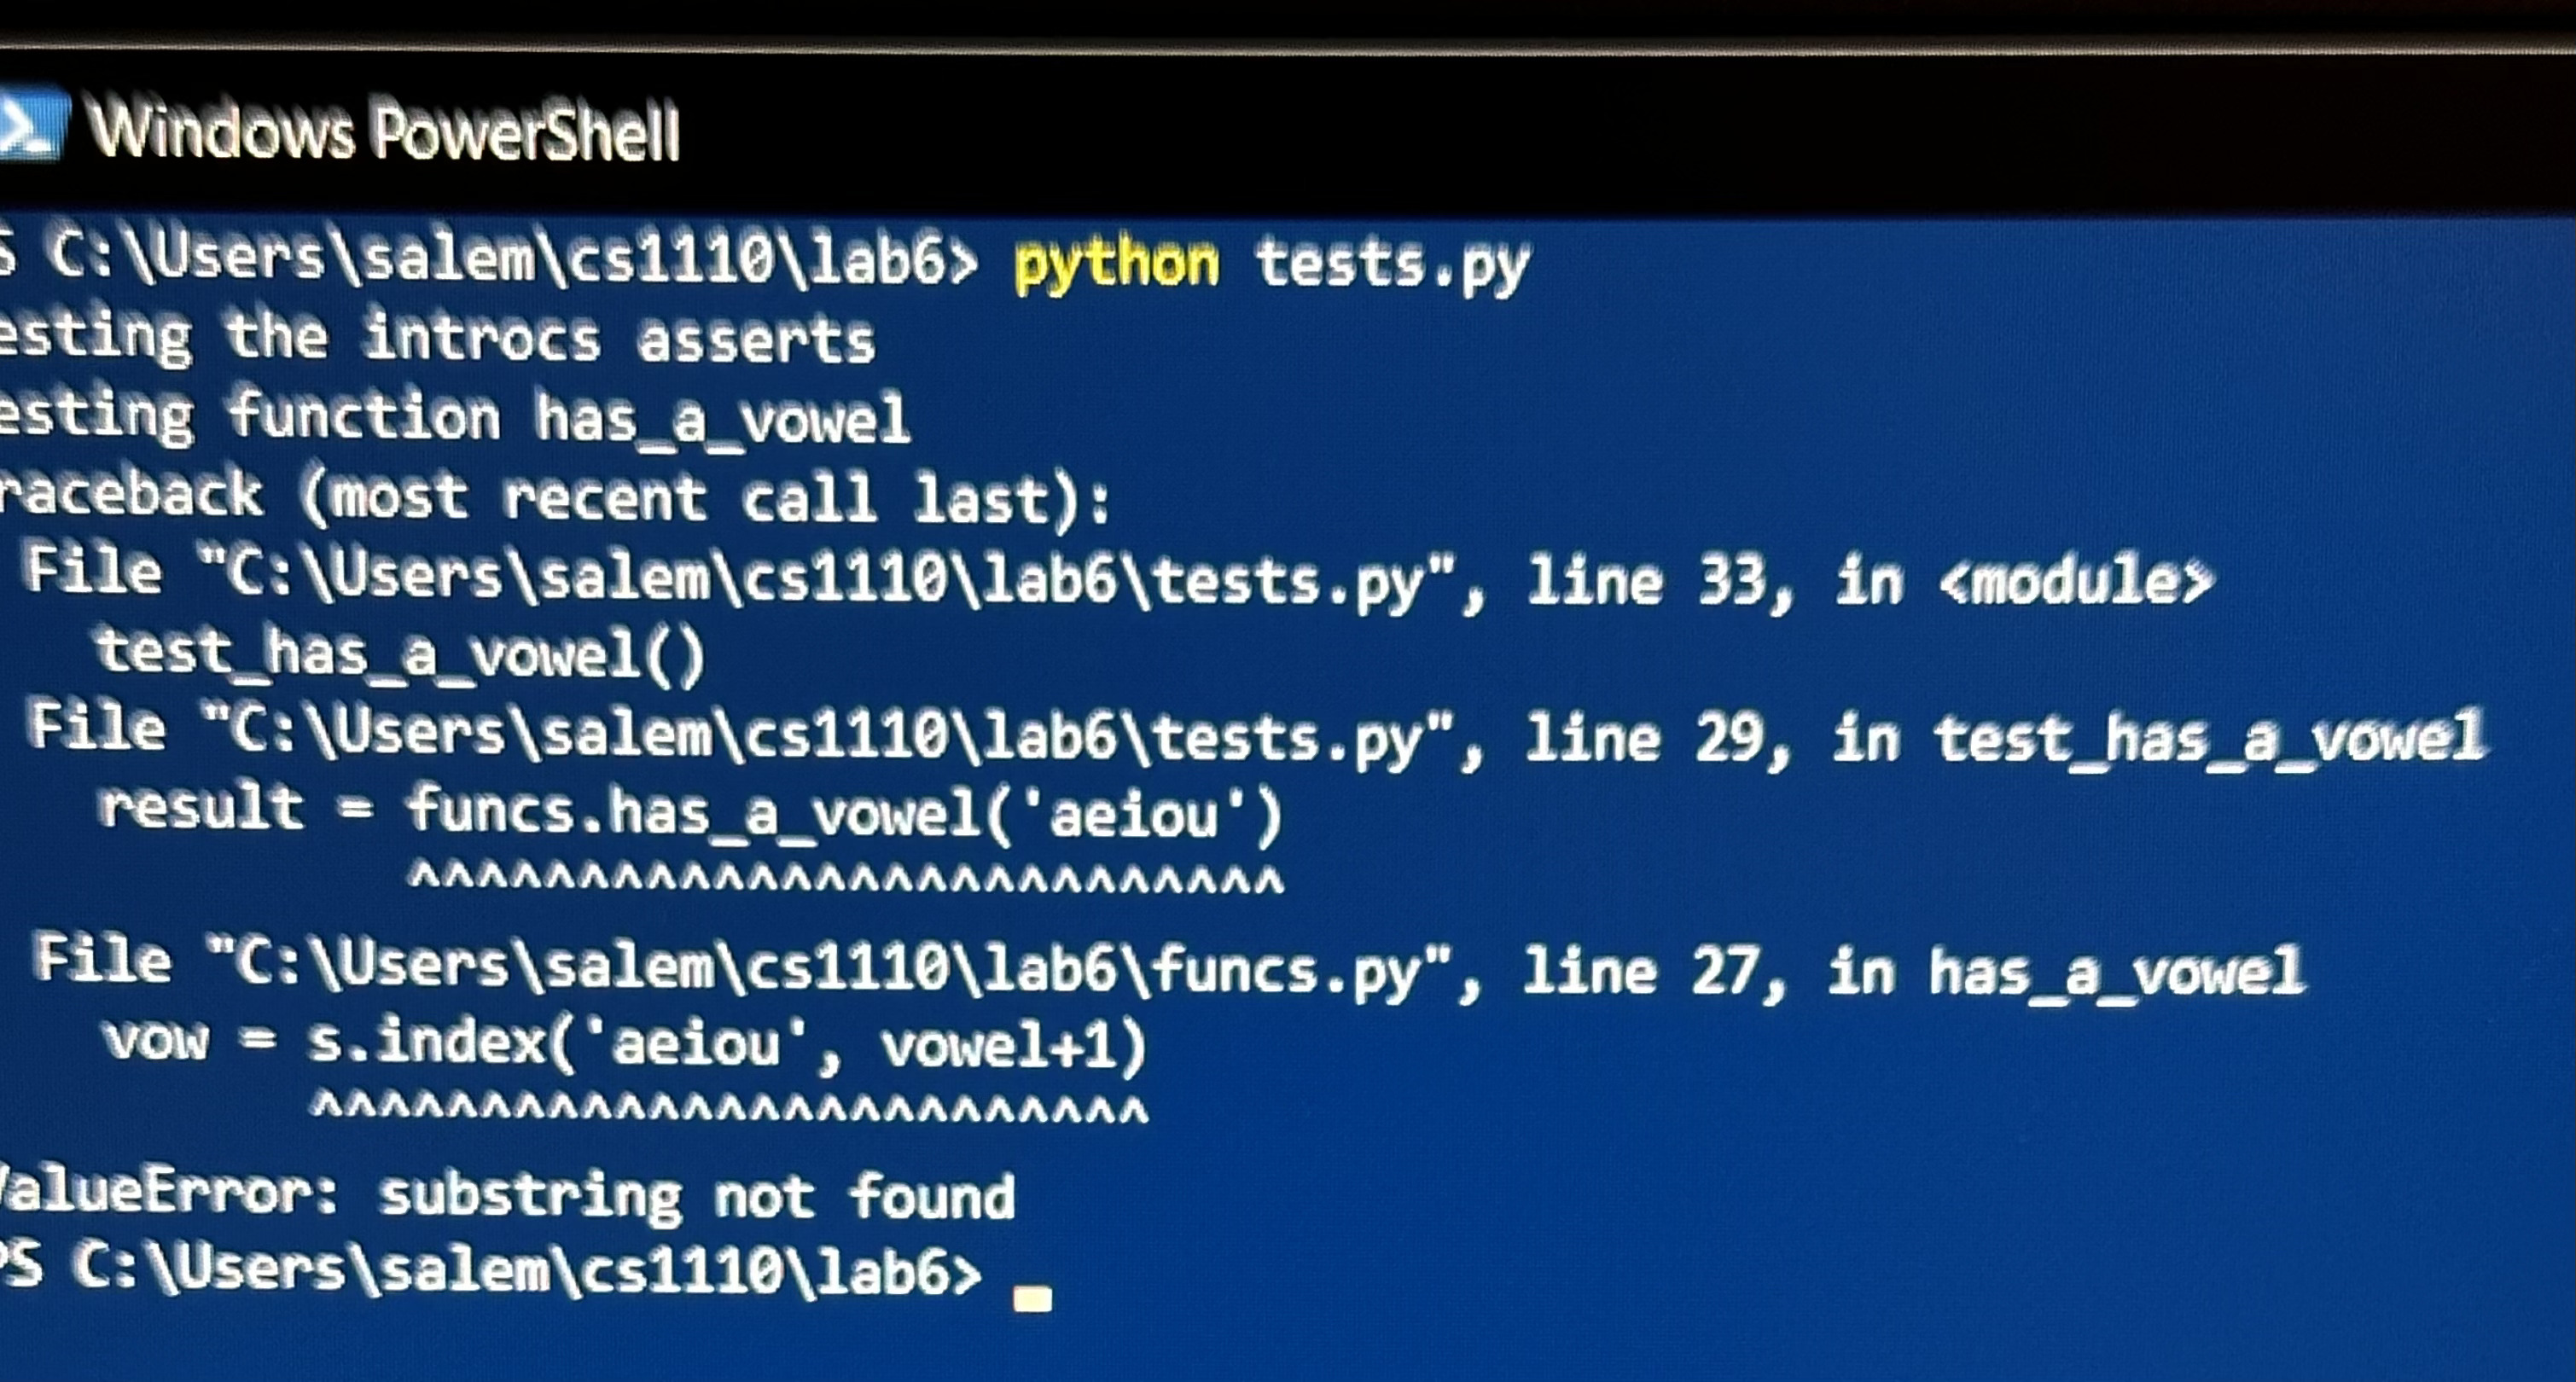 Windows PowerShell
S C:\Users\salem\cs1110\lab6> python tests.py
esting the introcs asserts
esting function has_a_vowel
raceback (most recent call last):
File "C:\Users\salem\cs1110\lab6\tests.py", line 33, in <module>
test_has_a_vowel()
File "C:\Users\salem\cs1110\lab6\tests.py", line 29, in test_has_a_vowel
result = funcs.has_a_vowel('aeiou')
^^^^^^^^^^^^^^^^^^^^^^^^^^
File "C:\Users\salem\cs1110\lab6\funcs.py", line 27, in has_a_vowel
vow = s.index('aeiou', vowel+1)
^^^^^^^^^^^^^^^^^^^^^^^^^
ValueError: substring not found
PS C:\Users\salem\cs1110\lab6>